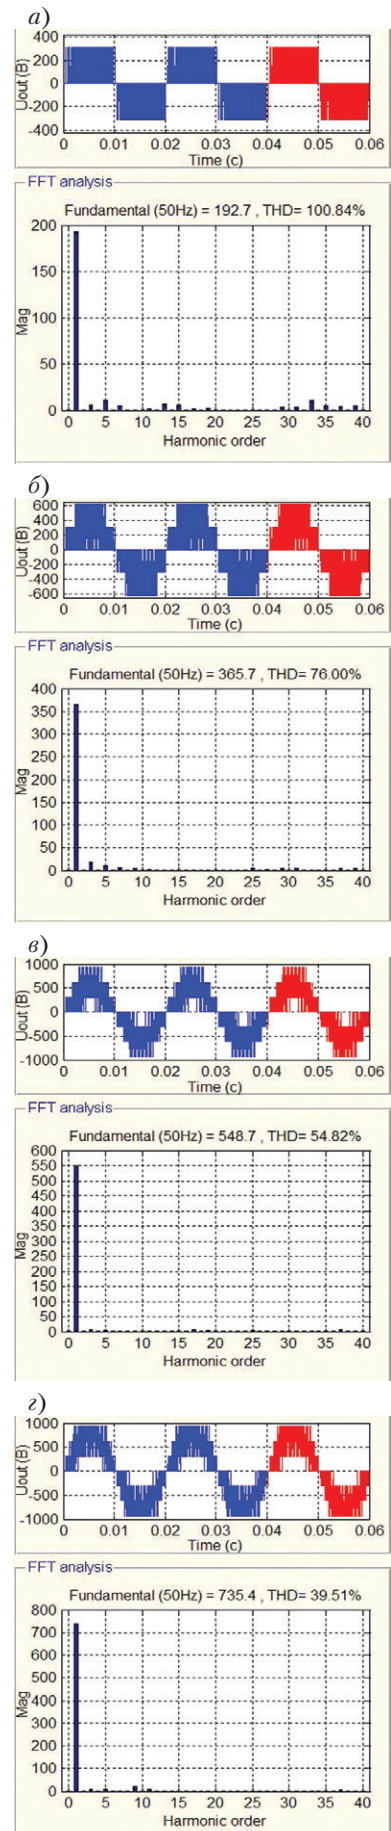 а)
400
200
0
-200
-400
Uout (В)
0 0.01 0.02 0.03 0.04 0.05 0.06
Time (c)
FFT analysis
Fundamental (50Hz) = 192.7 , THD= 100.84%
200
150
100
50
0
Mag
0 5 10 15 20 25 30 35 40
Harmonic order
б)
600
400
200
0
-200
-400
-600
Uout (В)
0 0.01 0.02 0.03 0.04 0.05 0.06
Time (c)
FFT analysis
Fundamental (50Hz) = 365.7 , THD= 76.00%
400
350
300
250
200
150
100
50
0
Mag
0 5 10 15 20 25 30 35 40
Harmonic order
в)
1000
500
0
-500
-1000
Uout (В)
0 0.01 0.02 0.03 0.04 0.05 0.06
Time (c)
FFT analysis
Fundamental (50Hz) = 548.7 , THD= 54.82%
600
550
500
450
400
350
300
250
200
150
100
50
0
Mag
0 5 10 15 20 25 30 35 40
Harmonic order
г)
1000
500
0
-500
-1000
Uout (В)
0 0.01 0.02 0.03 0.04 0.05 0.06
Time (c)
FFT analysis
Fundamental (50Hz) = 735.4 , THD= 39.51%
800
700
600
500
400
300
200
100
0
Mag
0 5 10 15 20 25 30 35 40
Harmonic order